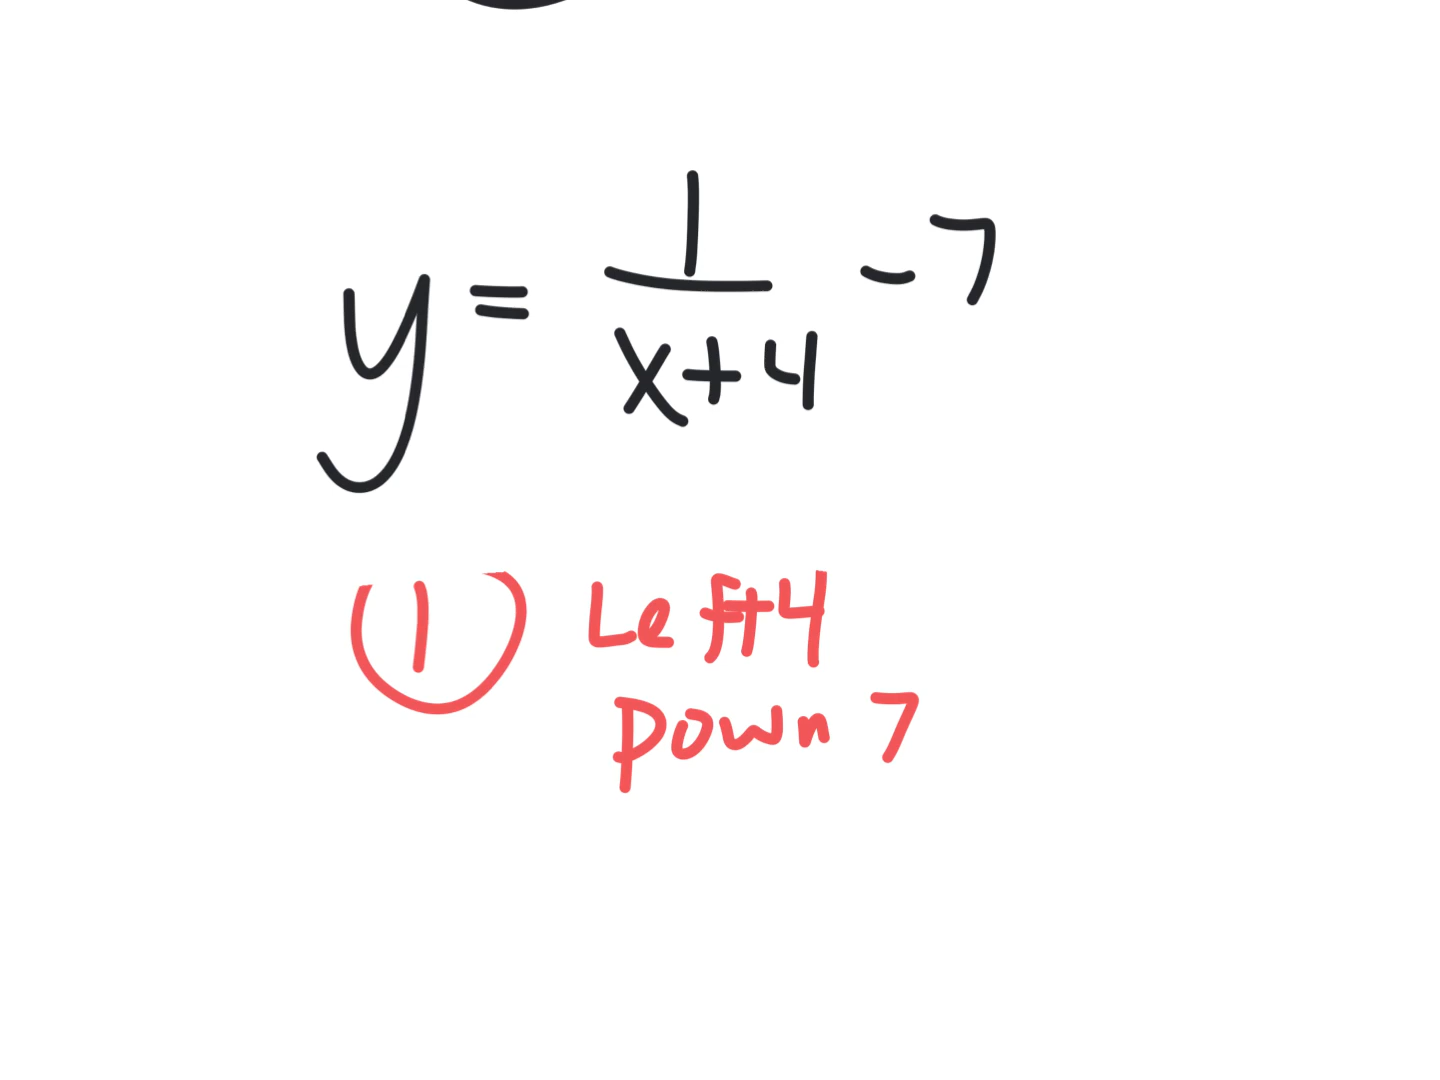 y = 1/(x+4) - 7
① Left 4
Down 7